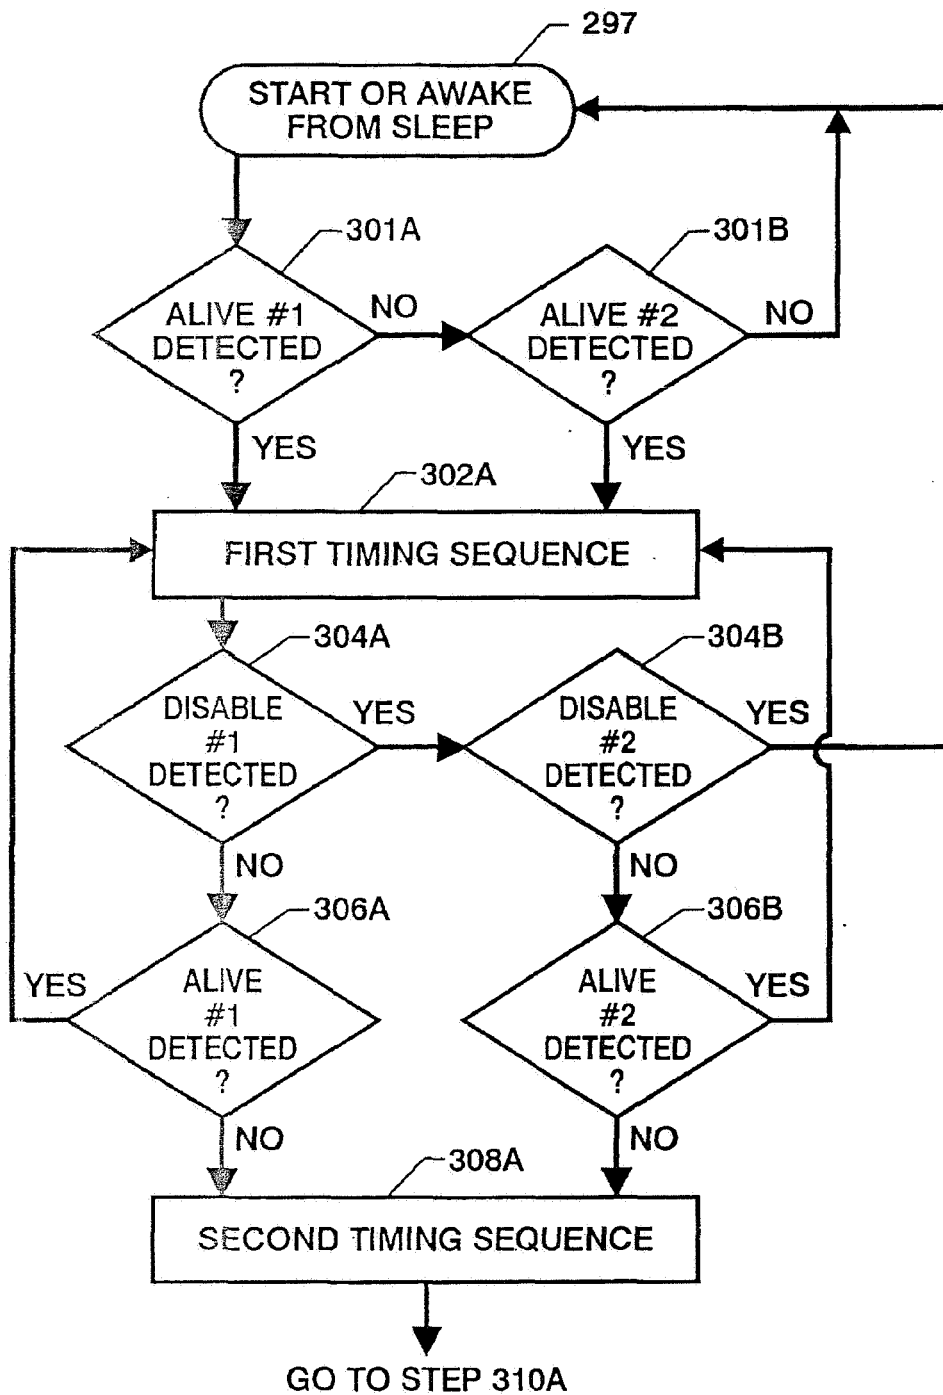 297
START OR AWAKE
FROM SLEEP
301A
301B
ALIVE #1
DETECTED
?
NO
ALIVE #2
DETECTED
?
NO
YES
YES
302A
FIRST TIMING SEQUENCE
304A
304B
DISABLE
#1
DETECTED
?
YES
DISABLE
#2
DETECTED
?
YES
NO
NO
306A
306B
YES
ALIVE
#1
DETECTED
?
ALIVE
#2
DETECTED
?
YES
NO
NO
308A
SECOND TIMING SEQUENCE
GO TO STEP 310A